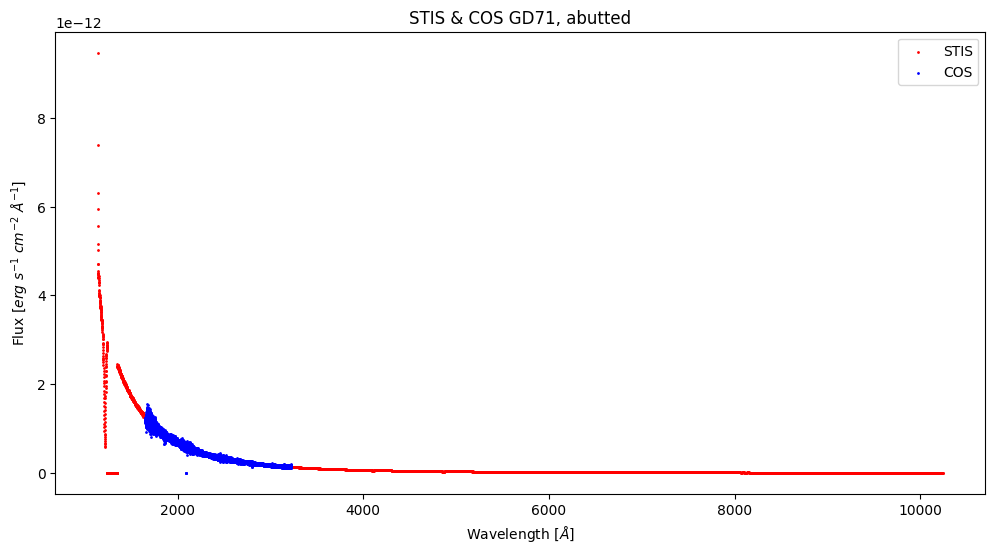 STIS & COS GD71, abutted
1e−12
STIS
COS
8
6
4
2
0
Flux [erg s⁻¹ cm⁻² Å⁻¹]
2000 4000 6000 8000 10000
Wavelength [Å]